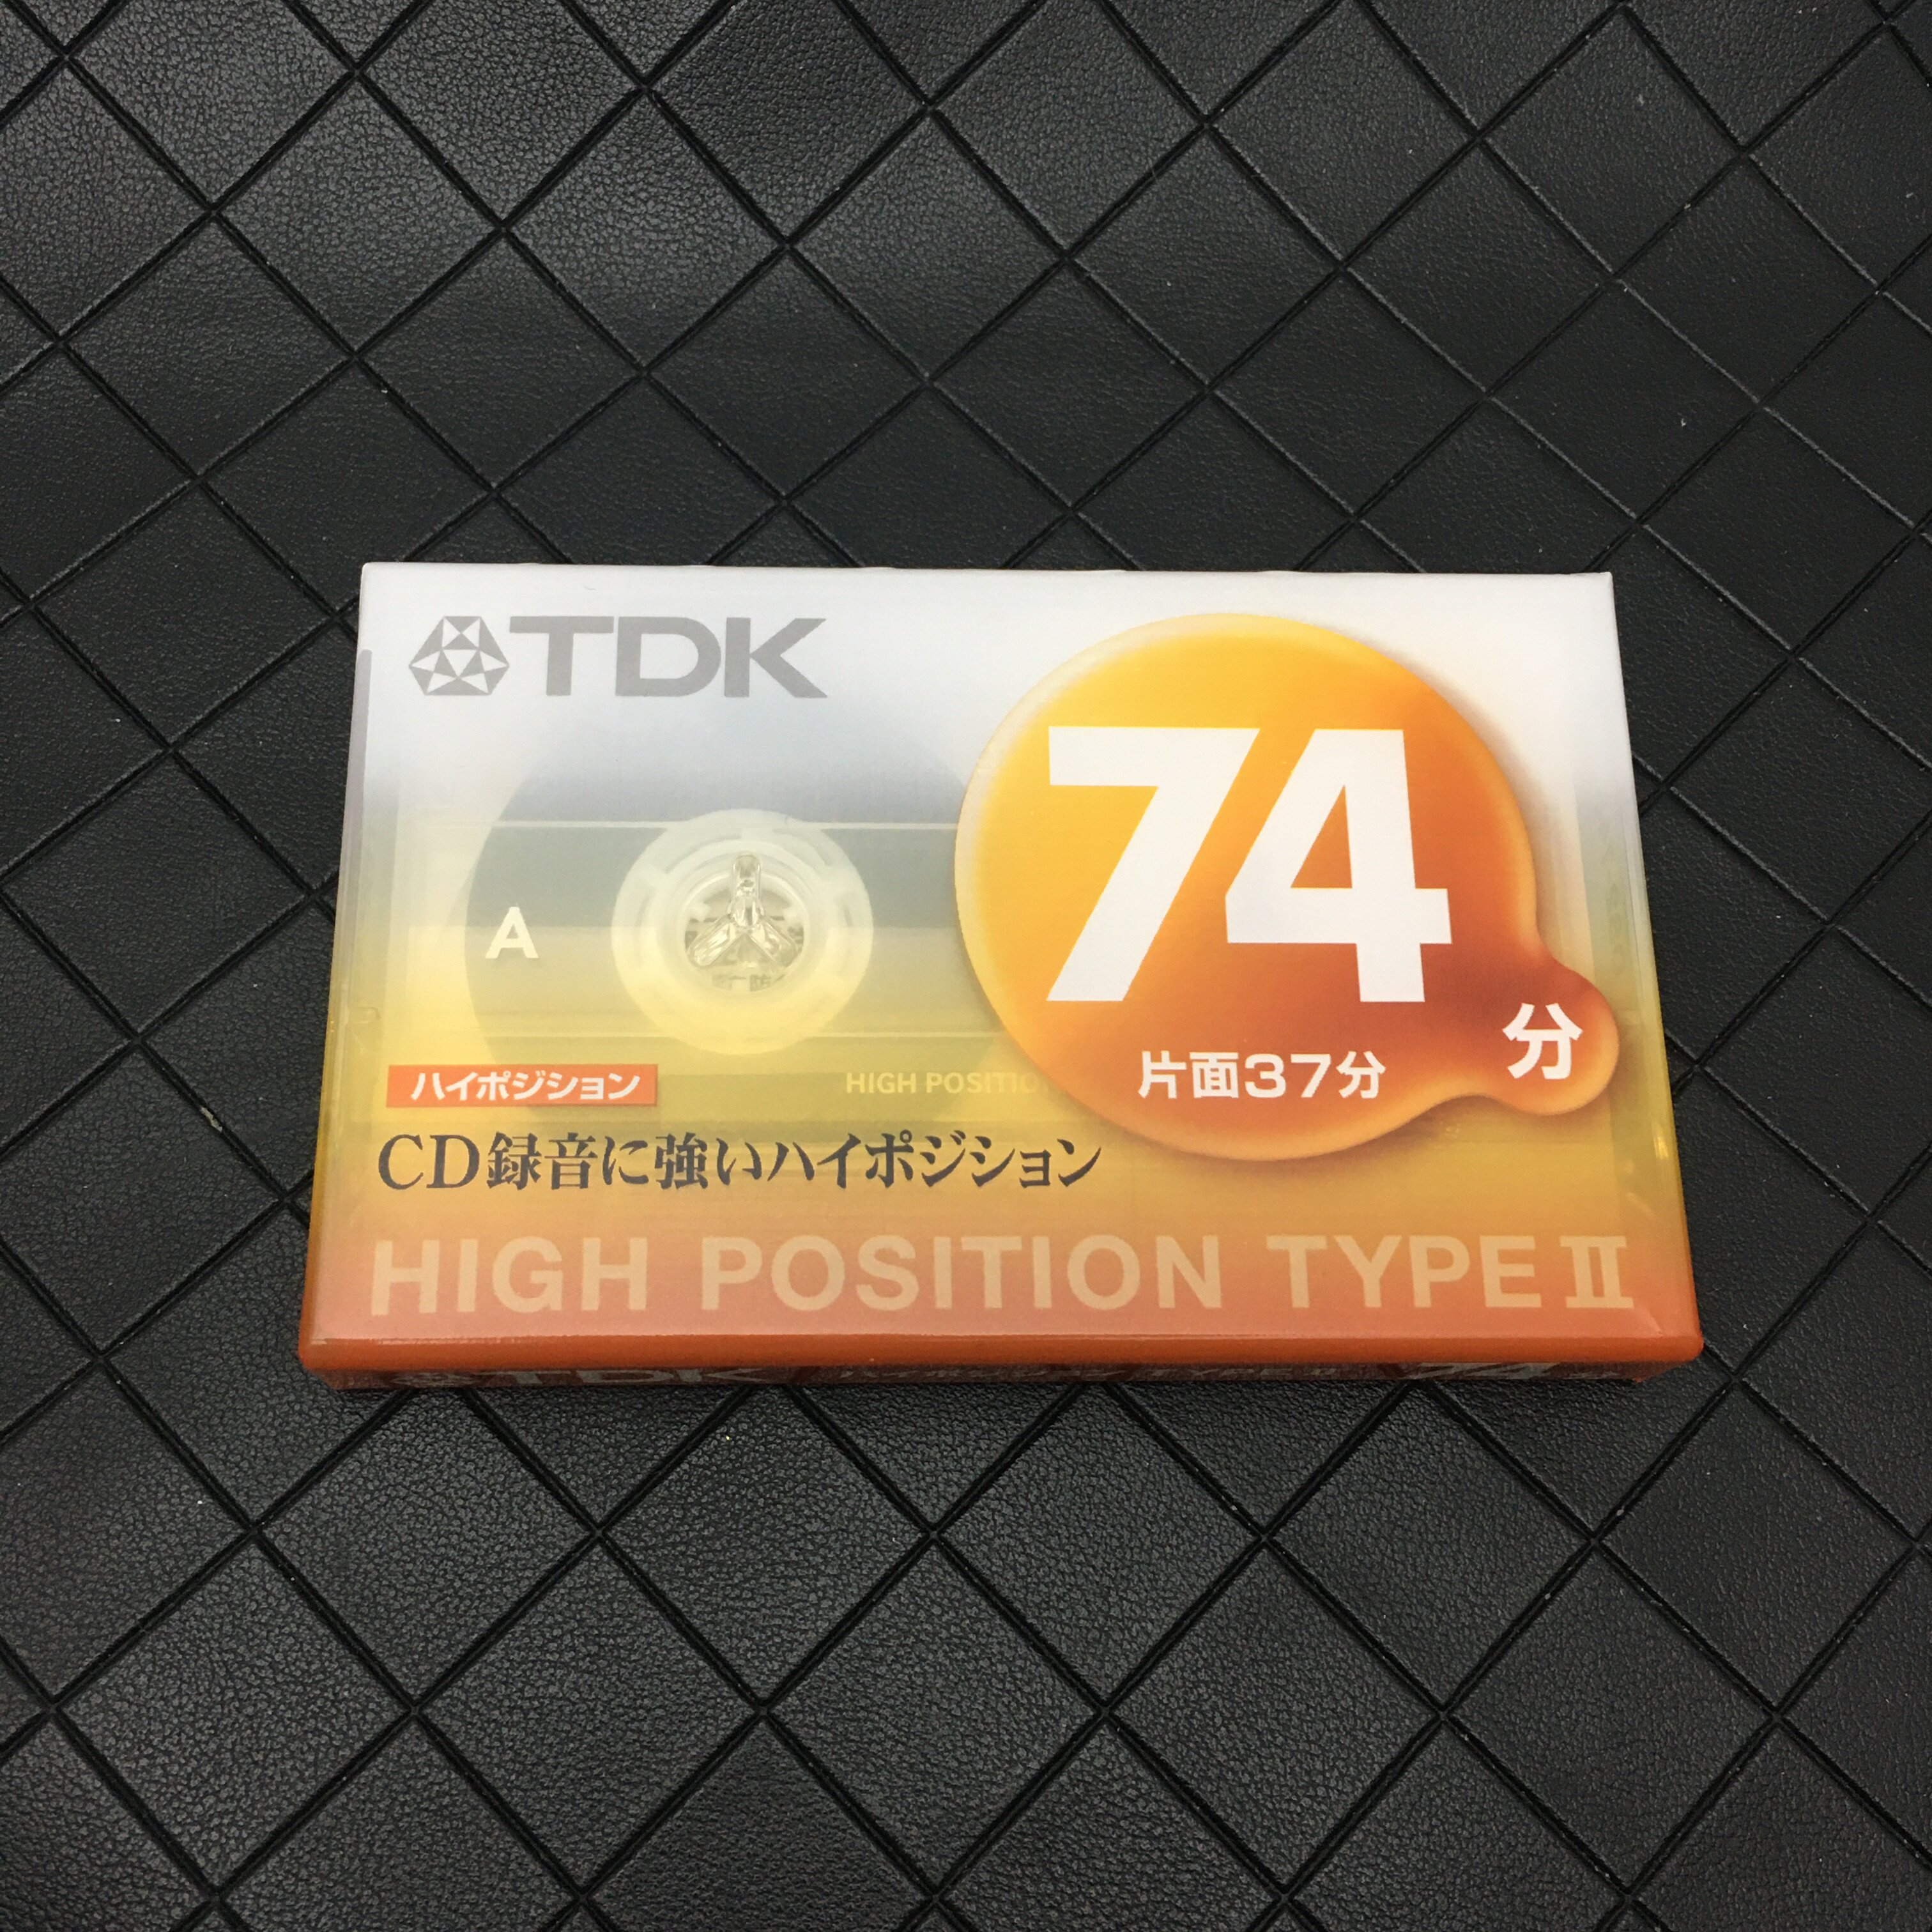 TDK
74
分
片面37分
A
ハイポジション
HIGH POSITIO
CD録音に強いハイポジション
HIGH POSITION TYPE II
TDK